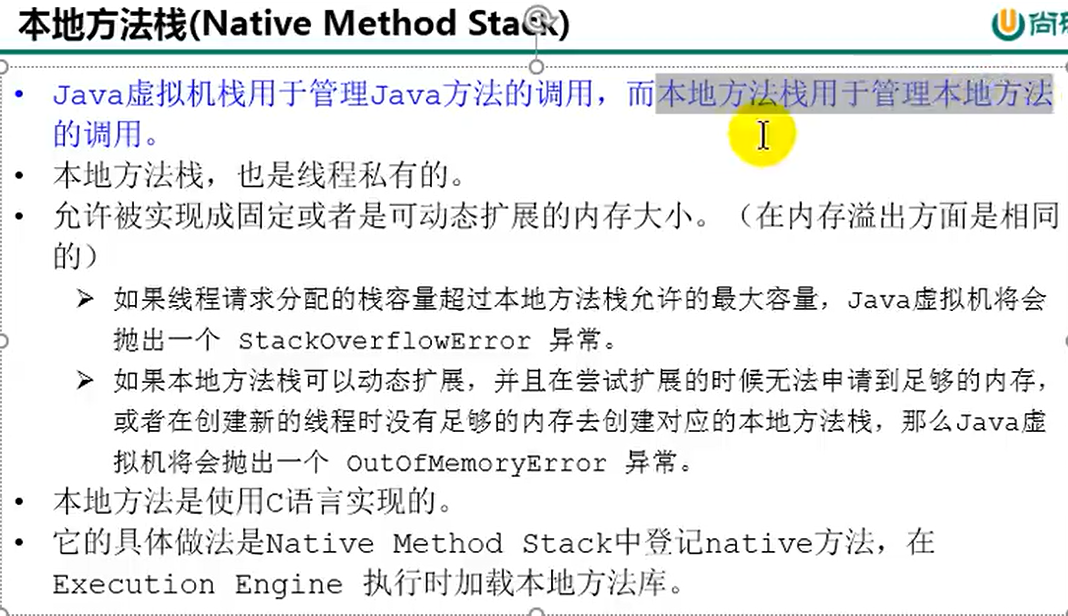 本地方法栈(Native Method Stack)
尚硅
• Java虚拟机栈用于管理Java方法的调用，而本地方法栈用于管理本地方法
的调用。
• 本地方法栈，也是线程私有的。
• 允许被实现成固定或者是可动态扩展的内存大小。（在内存溢出方面是相同
的）
➢ 如果线程请求分配的栈容量超过本地方法栈允许的最大容量，Java虚拟机将会
抛出一个 StackOverflowError 异常。
➢ 如果本地方法栈可以动态扩展，并且在尝试扩展的时候无法申请到足够的内存，
或者在创建新的线程时没有足够的内存去创建对应的本地方法栈，那么Java虚
拟机将会抛出一个 OutOfMemoryError 异常。
• 本地方法是使用C语言实现的。
• 它的具体做法是Native Method Stack中登记native方法，在
Execution Engine 执行时加载本地方法库。